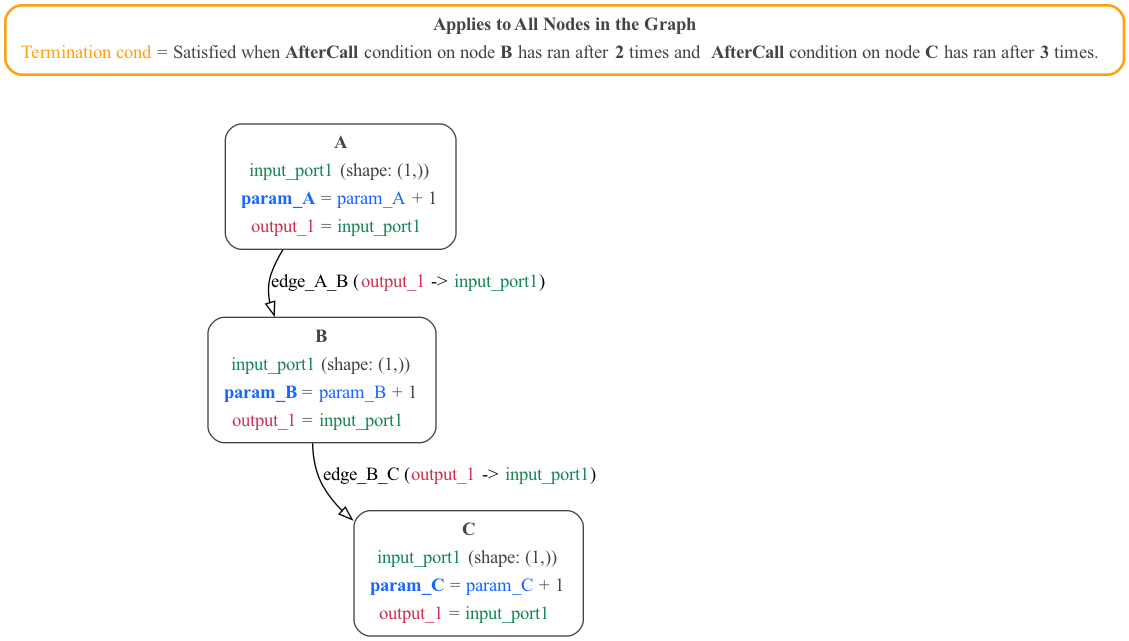 Applies to All Nodes in the Graph
Termination cond = Satisfied when AfterCall condition on node B has ran after 2 times and AfterCall condition on node C has ran after 3 times.
A
input_port1 (shape: (1,))
param_A = param_A + 1
output_1 = input_port1
edge_A_B (output_1 -> input_port1)
B
input_port1 (shape: (1,))
param_B = param_B + 1
output_1 = input_port1
edge_B_C (output_1 -> input_port1)
C
input_port1 (shape: (1,))
param_C = param_C + 1
output_1 = input_port1